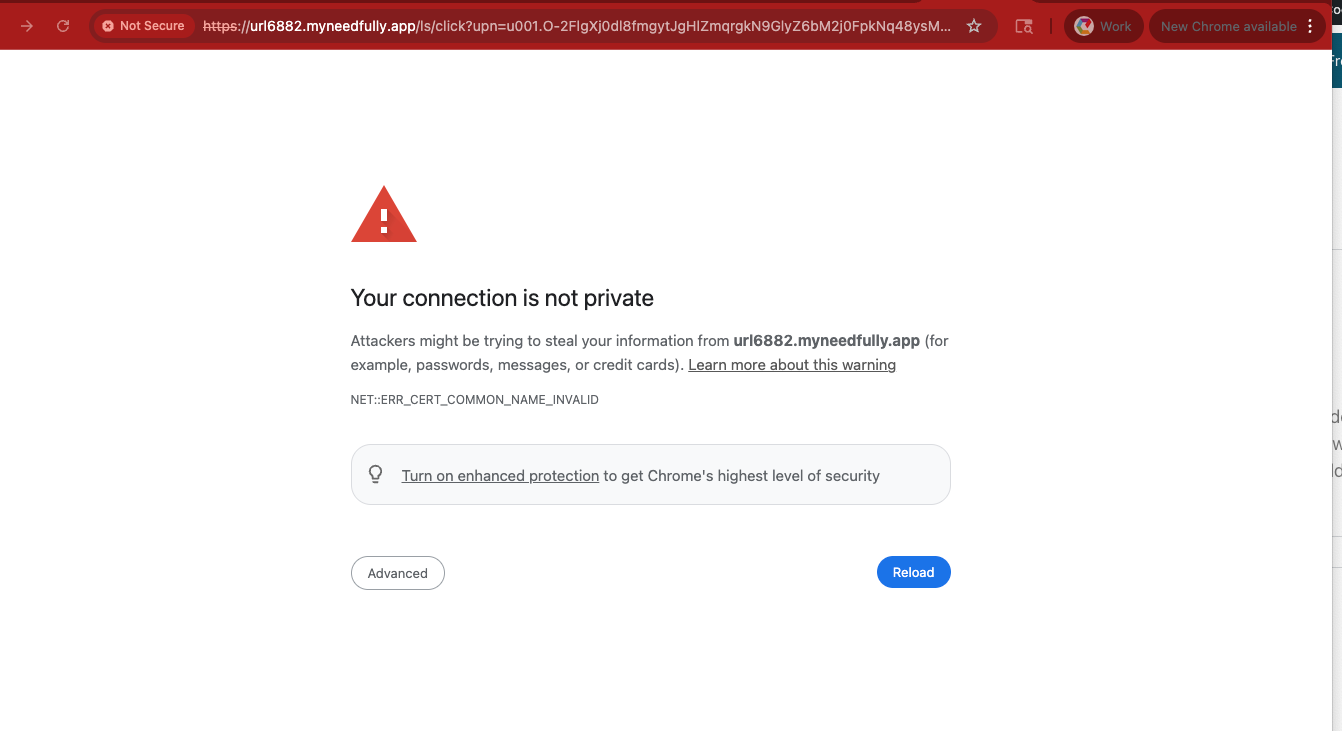 Not Secure https://url6882.myneedfully.app/ls/click?upn=u001.O-2FlgXj0dl8fmgytJgHlZmqrgkN9GlyZ6bM2j0FpkNq48ysM... Work New Chrome available
Your connection is not private
Attackers might be trying to steal your information from url6882.myneedfully.app (for
example, passwords, messages, or credit cards). Learn more about this warning
NET::ERR_CERT_COMMON_NAME_INVALID
Turn on enhanced protection to get Chrome's highest level of security
Advanced
Reload